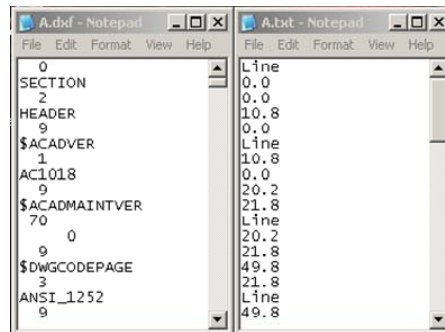 A.dxf - Notepad
File Edit Format View Help
0
SECTION
2
HEADER
9
$ACADVER
1
AC1018
9
$ACADMAINTVER
70
0
9
$DWGCODEPAGE
3
ANSI_1252
9
A.txt - Notepad
File Edit Format View Help
Line
0.0
0.0
10.8
0.0
Line
10.8
0.0
20.2
21.8
Line
20.2
21.8
49.8
21.8
Line
49.8